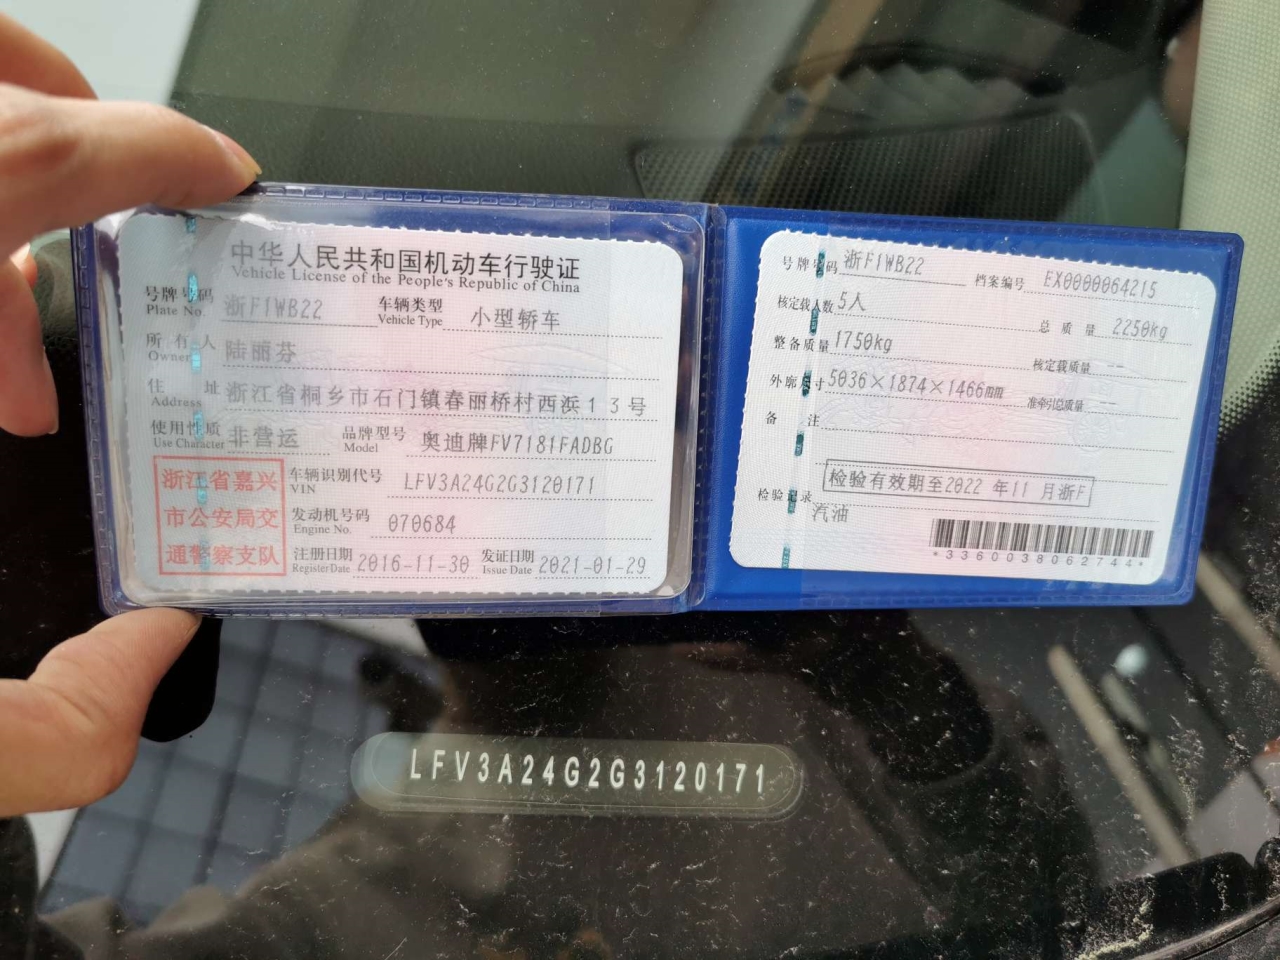 中华人民共和国机动车行驶证
Vehicle License of the People's Republic of China
号牌号码 浙F1WB22 车辆类型 小型轿车
Plate No. Vehicle Type
所有人 陆丽芬
Owner
住址 浙江省桐乡市石门镇春丽桥村西浜13号
Address
使用性质 非营运 品牌型号 奥迪牌FV7181FADBG
Use Character Model
浙江省嘉兴
市公安局交
通警察支队
车辆识别代号 LFV3A24G2G3120171
VIN
发动机号码 070684
Engine No.
注册日期 2016-11-30 发证日期 2021-01-29
Register Date Issue Date
号牌号码 浙F1WB22 档案编号 EX0000064215
核定载人数 5人 总质量 2250kg
整备质量 1750kg 核定载质量 --
外廓尺寸 5036×1874×1466mm 准牵引总质量 --
备注
检验有效期至2022年11月浙F
检验记录
汽油
*3360038062744*
LFV3A24G2G3120171